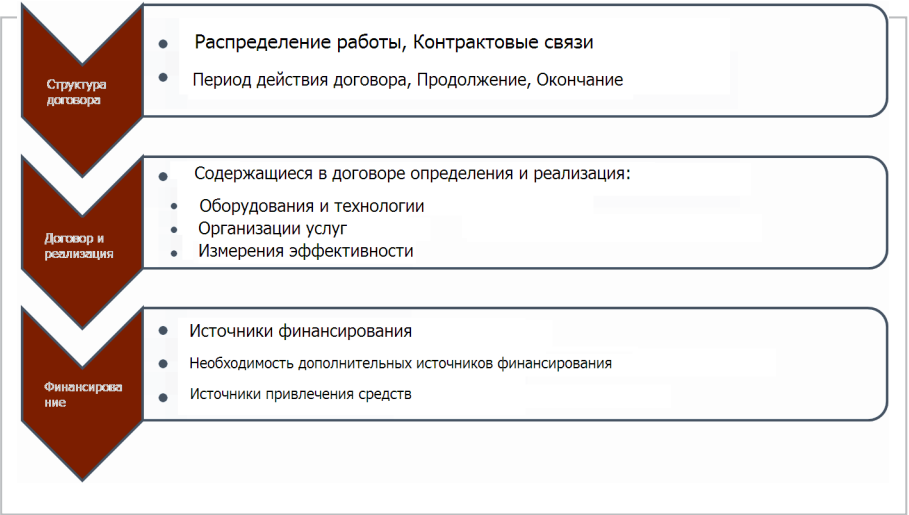 Структура
договора
Распределение работы, Контрактовые связи
Период действия договора, Продолжение, Окончание
Договор и
реализация
Содержащиеся в договоре определения и реализация:
Оборудования и технологии
Организации услуг
Измерения эффективности
Финансирова
ние
Источники финансирования
Необходимость дополнительных источников финансирования
Источники привлечения средств